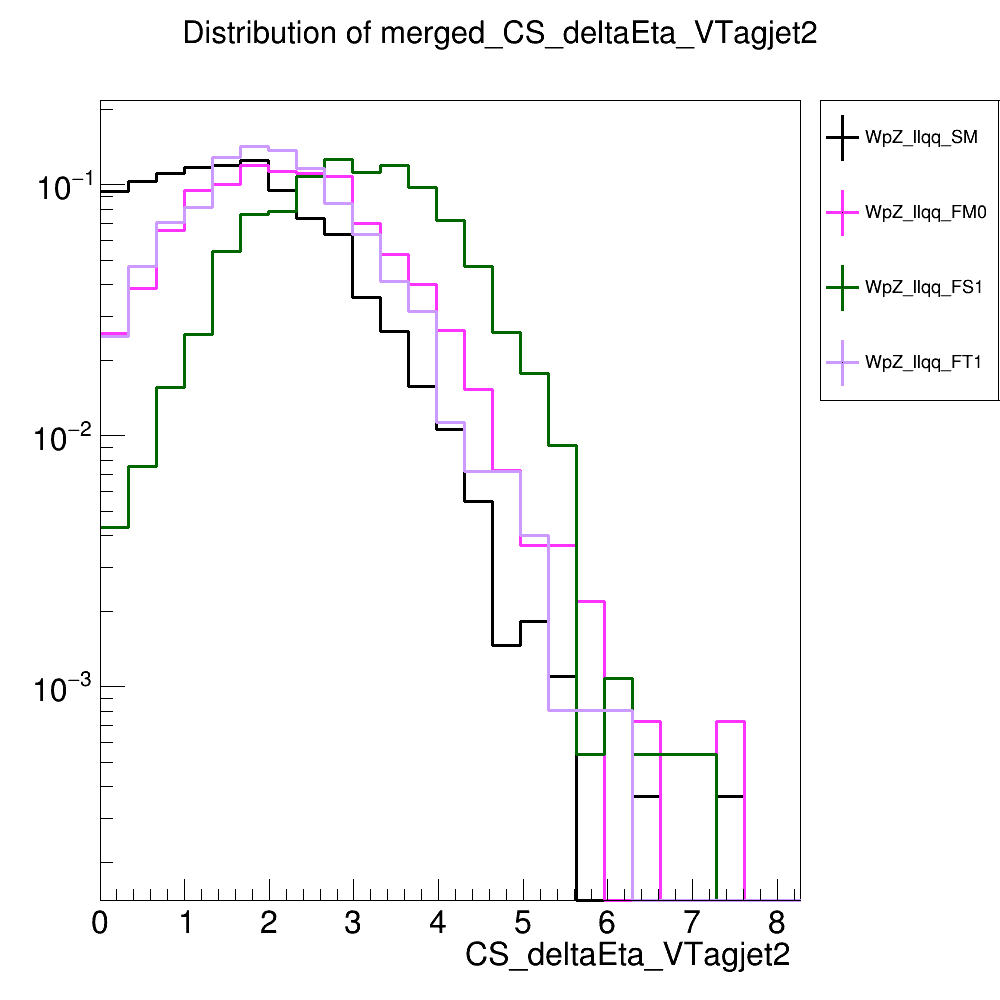 Distribution of merged_CS_deltaEta_VTagjet2
WpZ_llqq_SM
WpZ_llqq_FM0
WpZ_llqq_FS1
WpZ_llqq_FT1
10⁻¹
10⁻²
10⁻³
0 1 2 3 4 5 6 7 8
CS_deltaEta_VTagjet2